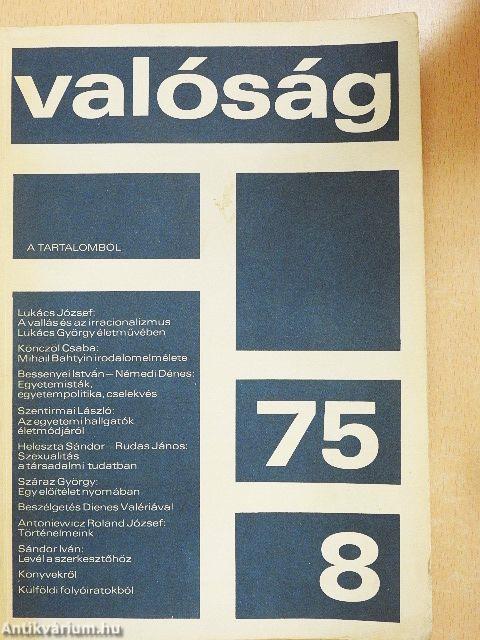 valóság
A TARTALOMBÓL
Lukács József:
A vallás és az irracionalizmus
Lukács György életművében
Könczöl Csaba:
Mihail Bahtyin irodalomelmélete
Bessenyei István – Némedi Dénes:
Egyetemisták,
egyetempolitika, cselekvés
Szentirmai László:
Az egyetemi hallgatók
életmódjáról
Heleszta Sándor – Rudas János:
Szexualitás
a társadalmi tudatban
Száraz György:
Egy előítélet nyomában
Beszélgetés Dienes Valériával
Antoniewicz Roland József:
Történelmeink
Sándor Iván:
Levél a szerkesztőhöz
Könyvekről
Külföldi folyóiratokból
75
8
Antikvárium.hu